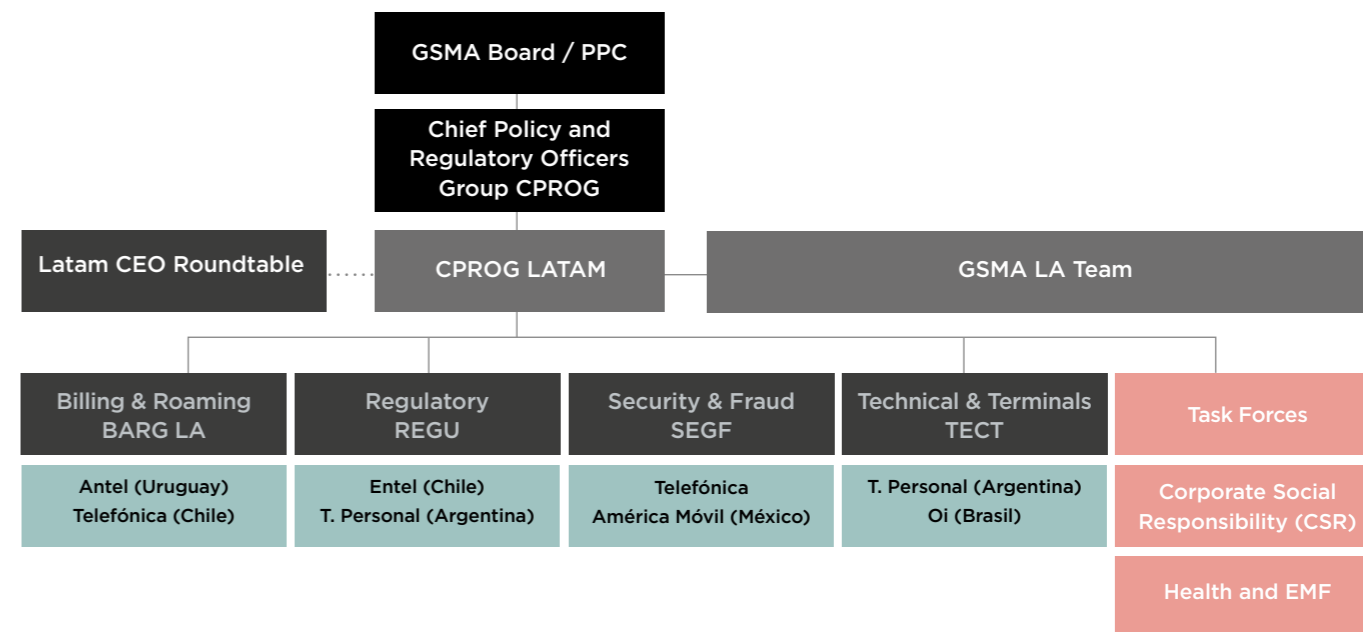 GSMA Board / PPC
Chief Policy and
Regulatory Officers
Group CPROG
Latam CEO Roundtable
CPROG LATAM
GSMA LA Team
Billing & Roaming
BARG LA
Regulatory
REGU
Security & Fraud
SEGF
Technical & Terminals
TECT
Task Forces
Antel (Uruguay)
Telefónica (Chile)
Entel (Chile)
T. Personal (Argentina)
Telefónica
América Móvil (México)
T. Personal (Argentina)
Oi (Brasil)
Corporate Social
Responsibility (CSR)
Health and EMF